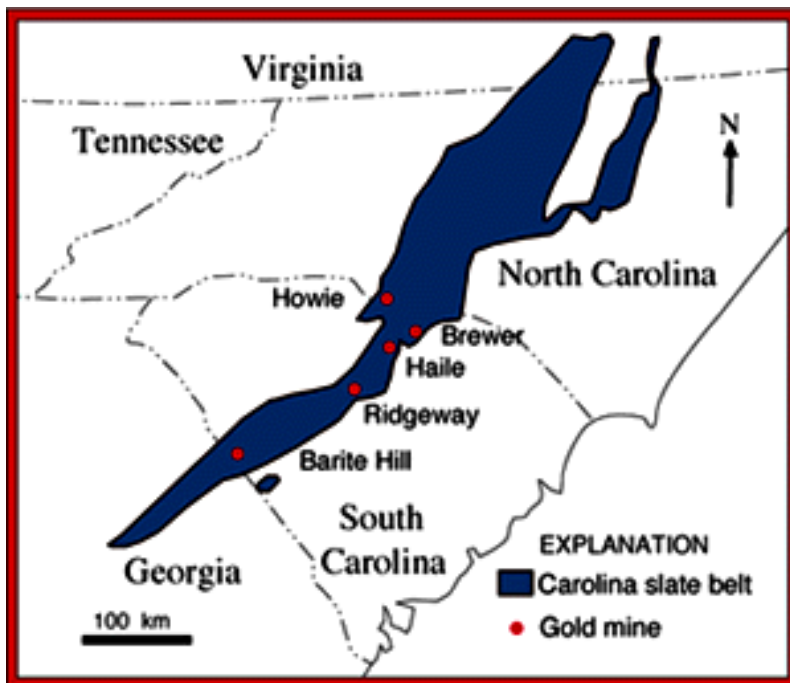 Virginia
Tennessee
N
North Carolina
Howie
Brewer
Haile
Ridgeway
Barite Hill
South
Carolina
Georgia
100 km
EXPLANATION
Carolina slate belt
Gold mine